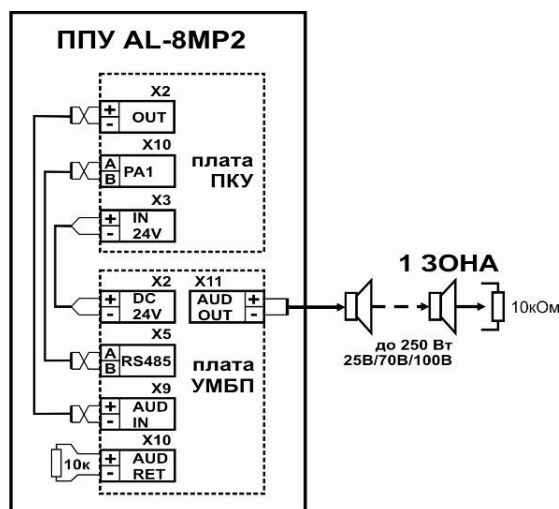 ППУ AL-8MP2
X2
+
-
OUT
X10
A
B
PA1
плата
ПКУ
X3
+
-
IN
24V
X2
+
-
DC
24V
X11
AUD
OUT
+
-
1 ЗОНА
10кОм
до 250 Вт
25В/70В/100В
X5
A
B
RS485
плата
УМБП
X9
+
-
AUD
IN
X10
10к
+
-
AUD
RET